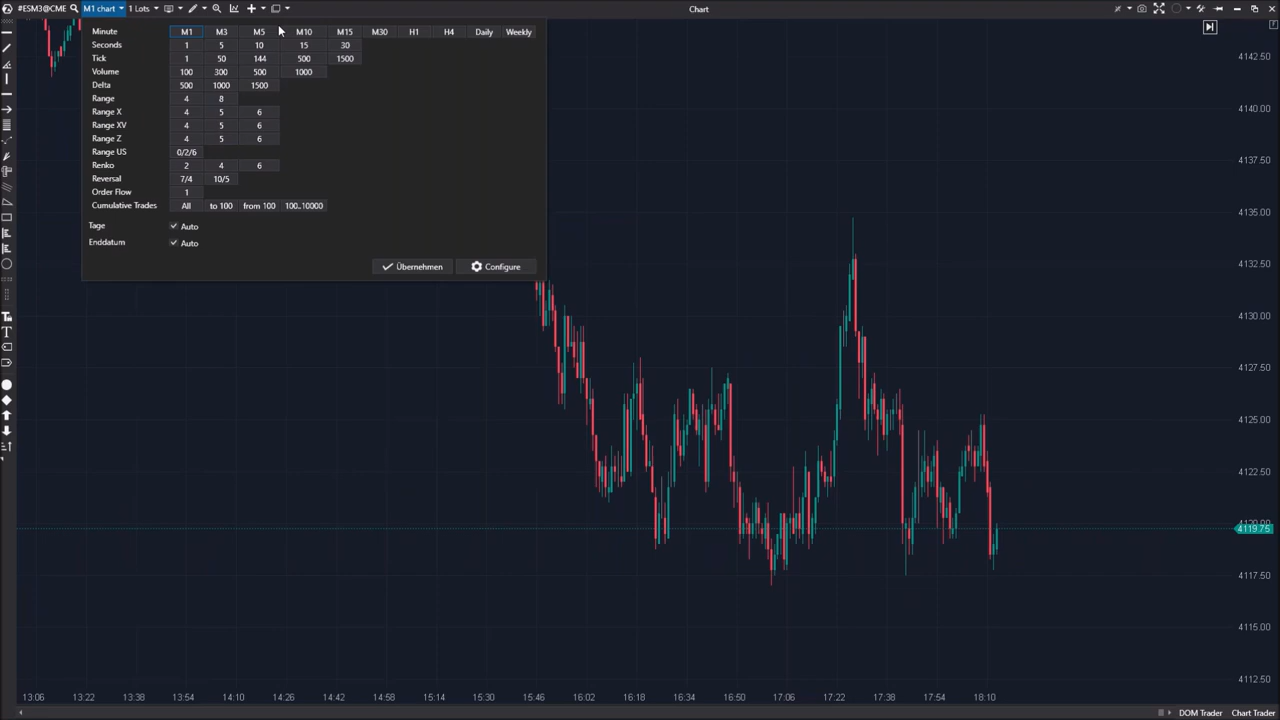 #ESM3@CME M1 chart 1 Lots Chart
Minute M1 M3 M5 M10 M15 M30 H1 H4 Daily Weekly
Seconds 1 5 10 15 30
Tick 1 50 144 500 1500
Volume 100 300 500 1000
Delta 500 1000 1500
Range 4 8
Range X 4 5 6
Range XV 4 5 6
Range Z 4 5 6
Range US 0/2/6
Renko 2 4 6
Reversal 7/4 10/5
Order Flow 1
Cumulative Trades All to 100 from 100 100..10000
Tage Auto
Enddatum Auto
Übernehmen Configure
4142.50
4140.00
4137.50
4135.00
4132.50
4130.00
4127.50
4125.00
4122.50
4119.75
4117.50
4115.00
4112.50
13:06 13:22 13:38 13:54 14:10 14:26 14:42 14:58 15:14 15:30 15:46 16:02 16:18 16:34 16:50 17:06 17:22 17:38 17:54 18:10
DOM Trader Chart Trader